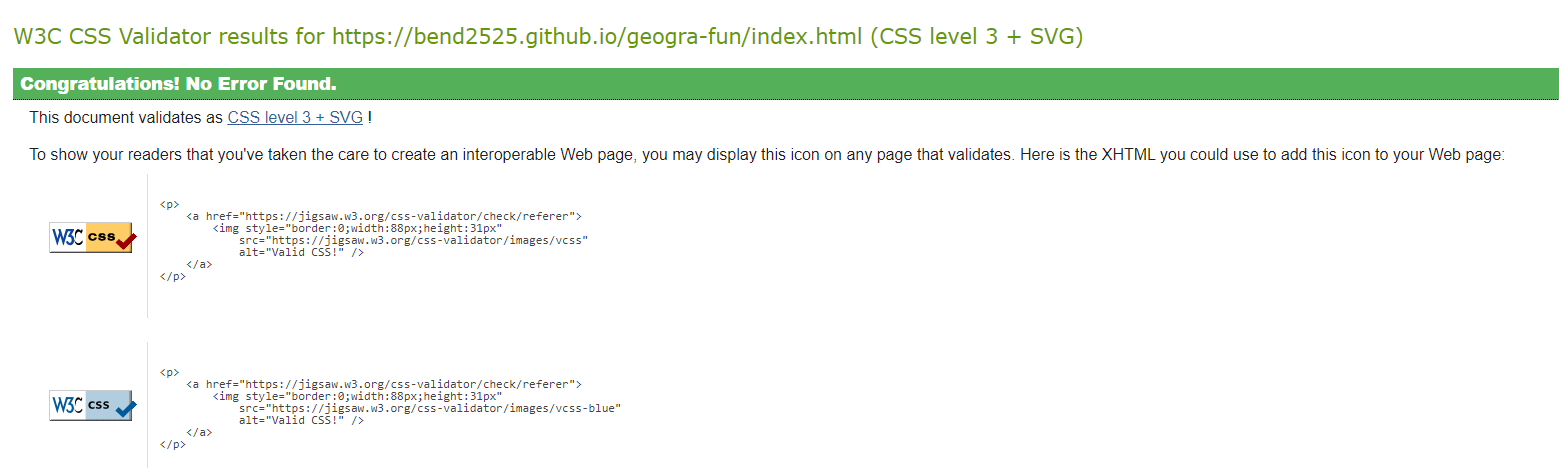 W3C CSS Validator results for https://bend2525.github.io/geogra-fun/index.html (CSS level 3 + SVG)
Congratulations! No Error Found.
This document validates as CSS level 3 + SVG !
To show your readers that you've taken the care to create an interoperable Web page, you may display this icon on any page that validates. Here is the XHTML you could use to add this icon to your Web page:
W3C css
<p>
<a href="https://jigsaw.w3.org/css-validator/check/referer">
<img style="border:0;width:88px;height:31px"
src="https://jigsaw.w3.org/css-validator/images/vcss"
alt="Valid CSS!" />
</a>
</p>
W3C css
<p>
<a href="https://jigsaw.w3.org/css-validator/check/referer">
<img style="border:0;width:88px;height:31px"
src="https://jigsaw.w3.org/css-validator/images/vcss-blue"
alt="Valid CSS!" />
</a>
</p>